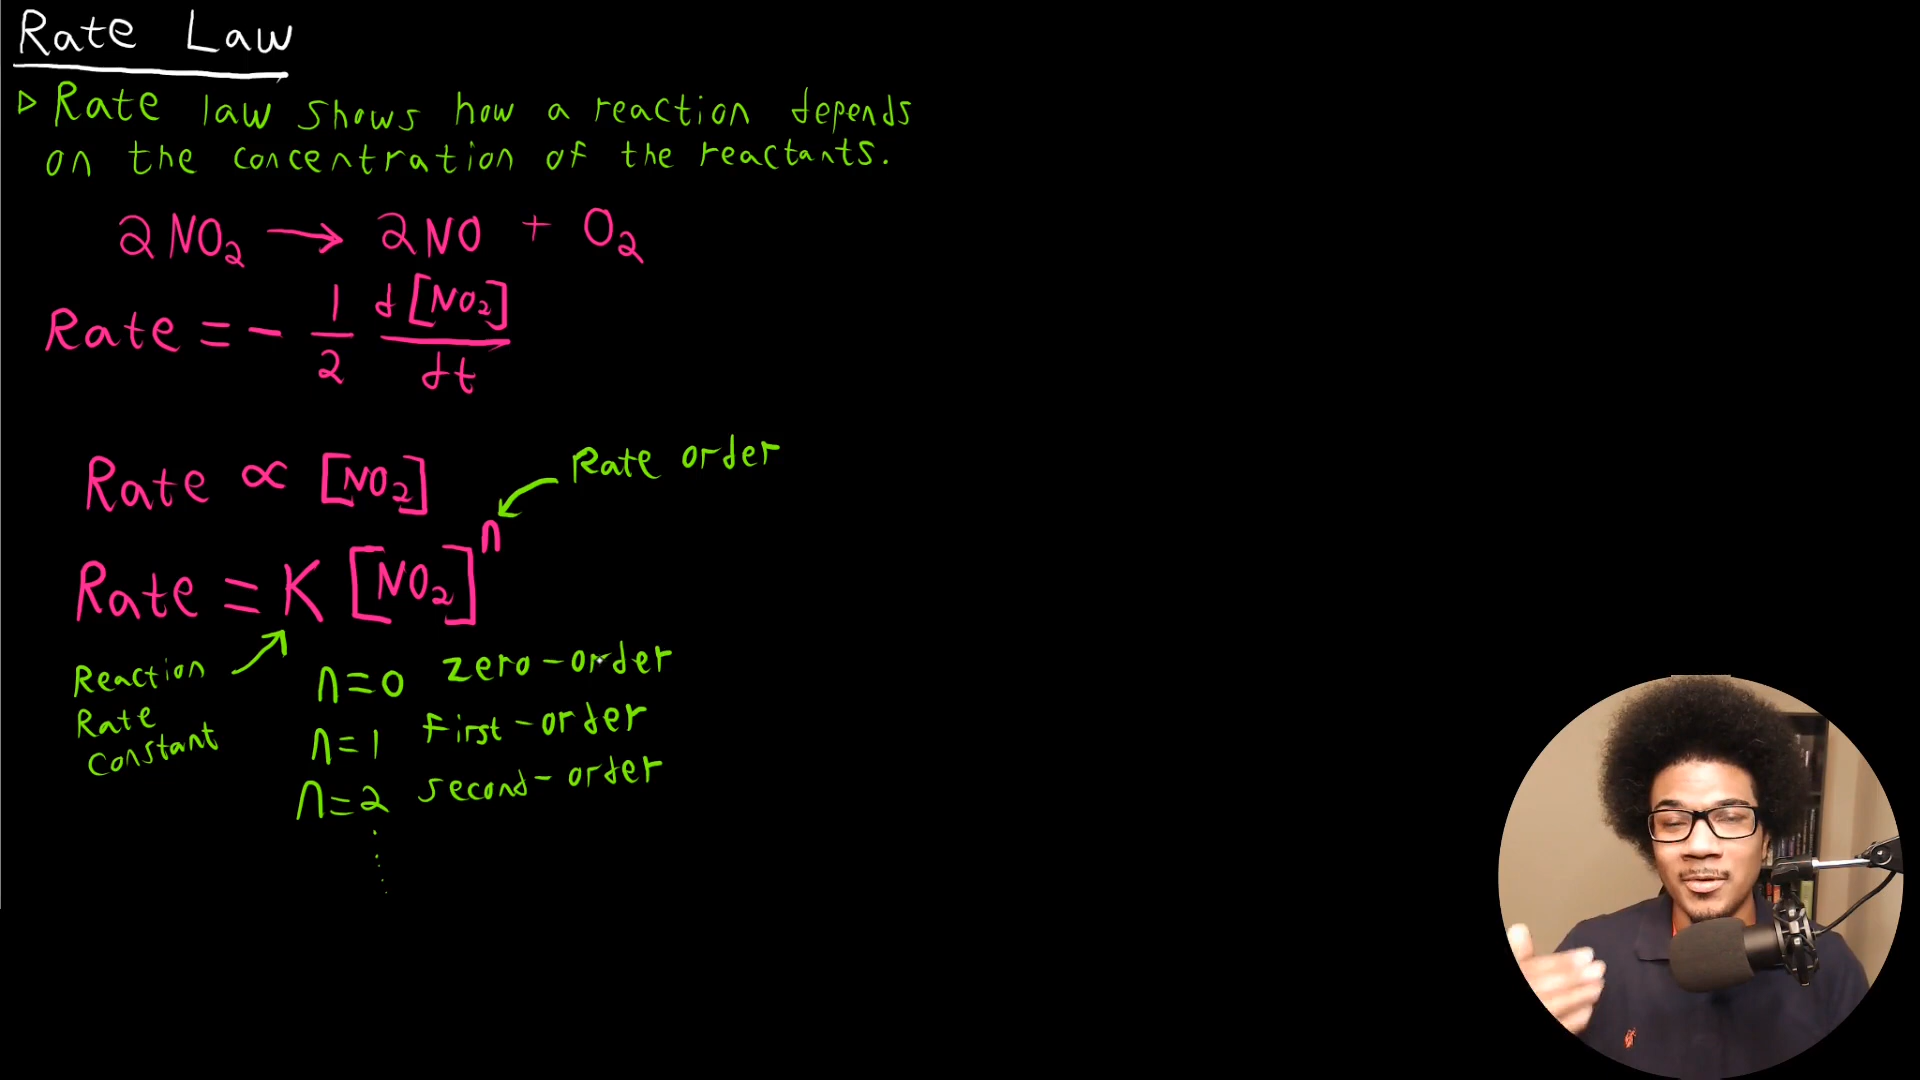 Rate Law
▷ Rate law shows how a reaction depends
on the concentration of the reactants.
2NO₂ ⟶ 2NO + O₂
Rate = - 1/2 d[NO₂]/dt
Rate order
Rate ∝ [NO₂]
Rate = K [NO₂]ⁿ
Reaction
Rate
Constant
n=0 zero-order
n=1 First-order
n=2 second-order